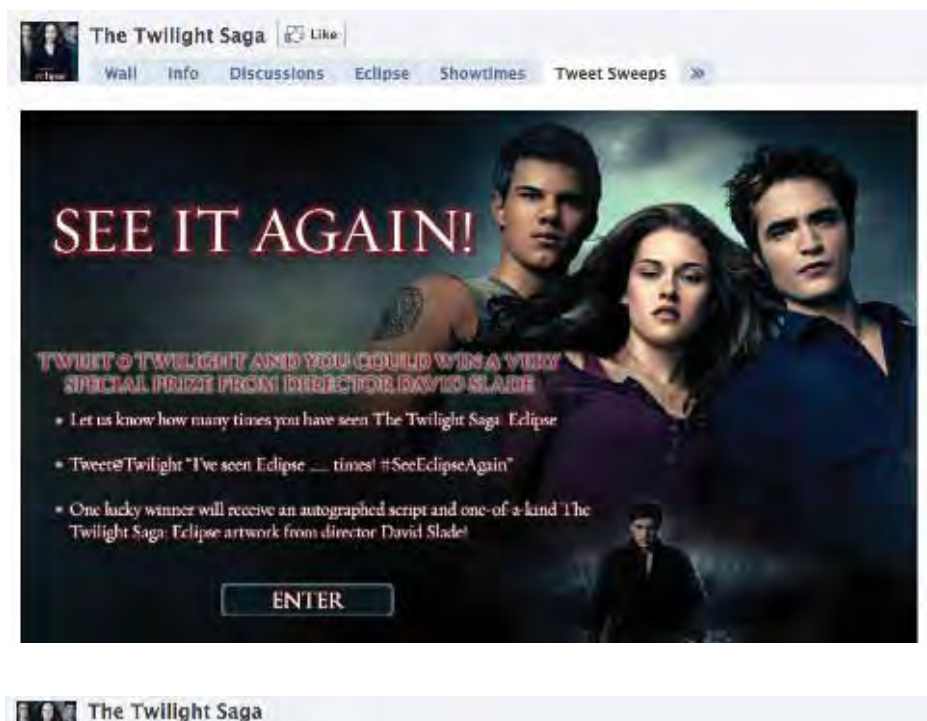 The Twilight Saga Like
Wall Info Discussions Eclipse Showtimes Tweet Sweeps »
eclipse
SEE IT AGAIN!
TWEET @TWILIGHT AND YOU COULD WIN A VERY
SPECIAL PRIZE FROM DIRECTOR DAVID SLADE
• Let us know how many times you have seen The Twilight Saga: Eclipse
• Tweet@Twilight "I've seen Eclipse __ times! #SeeEclipseAgain"
• One lucky winner will receive an autographed script and one-of-a-kind The
Twilight Saga: Eclipse artwork from director David Slade!
ENTER
The Twilight Saga